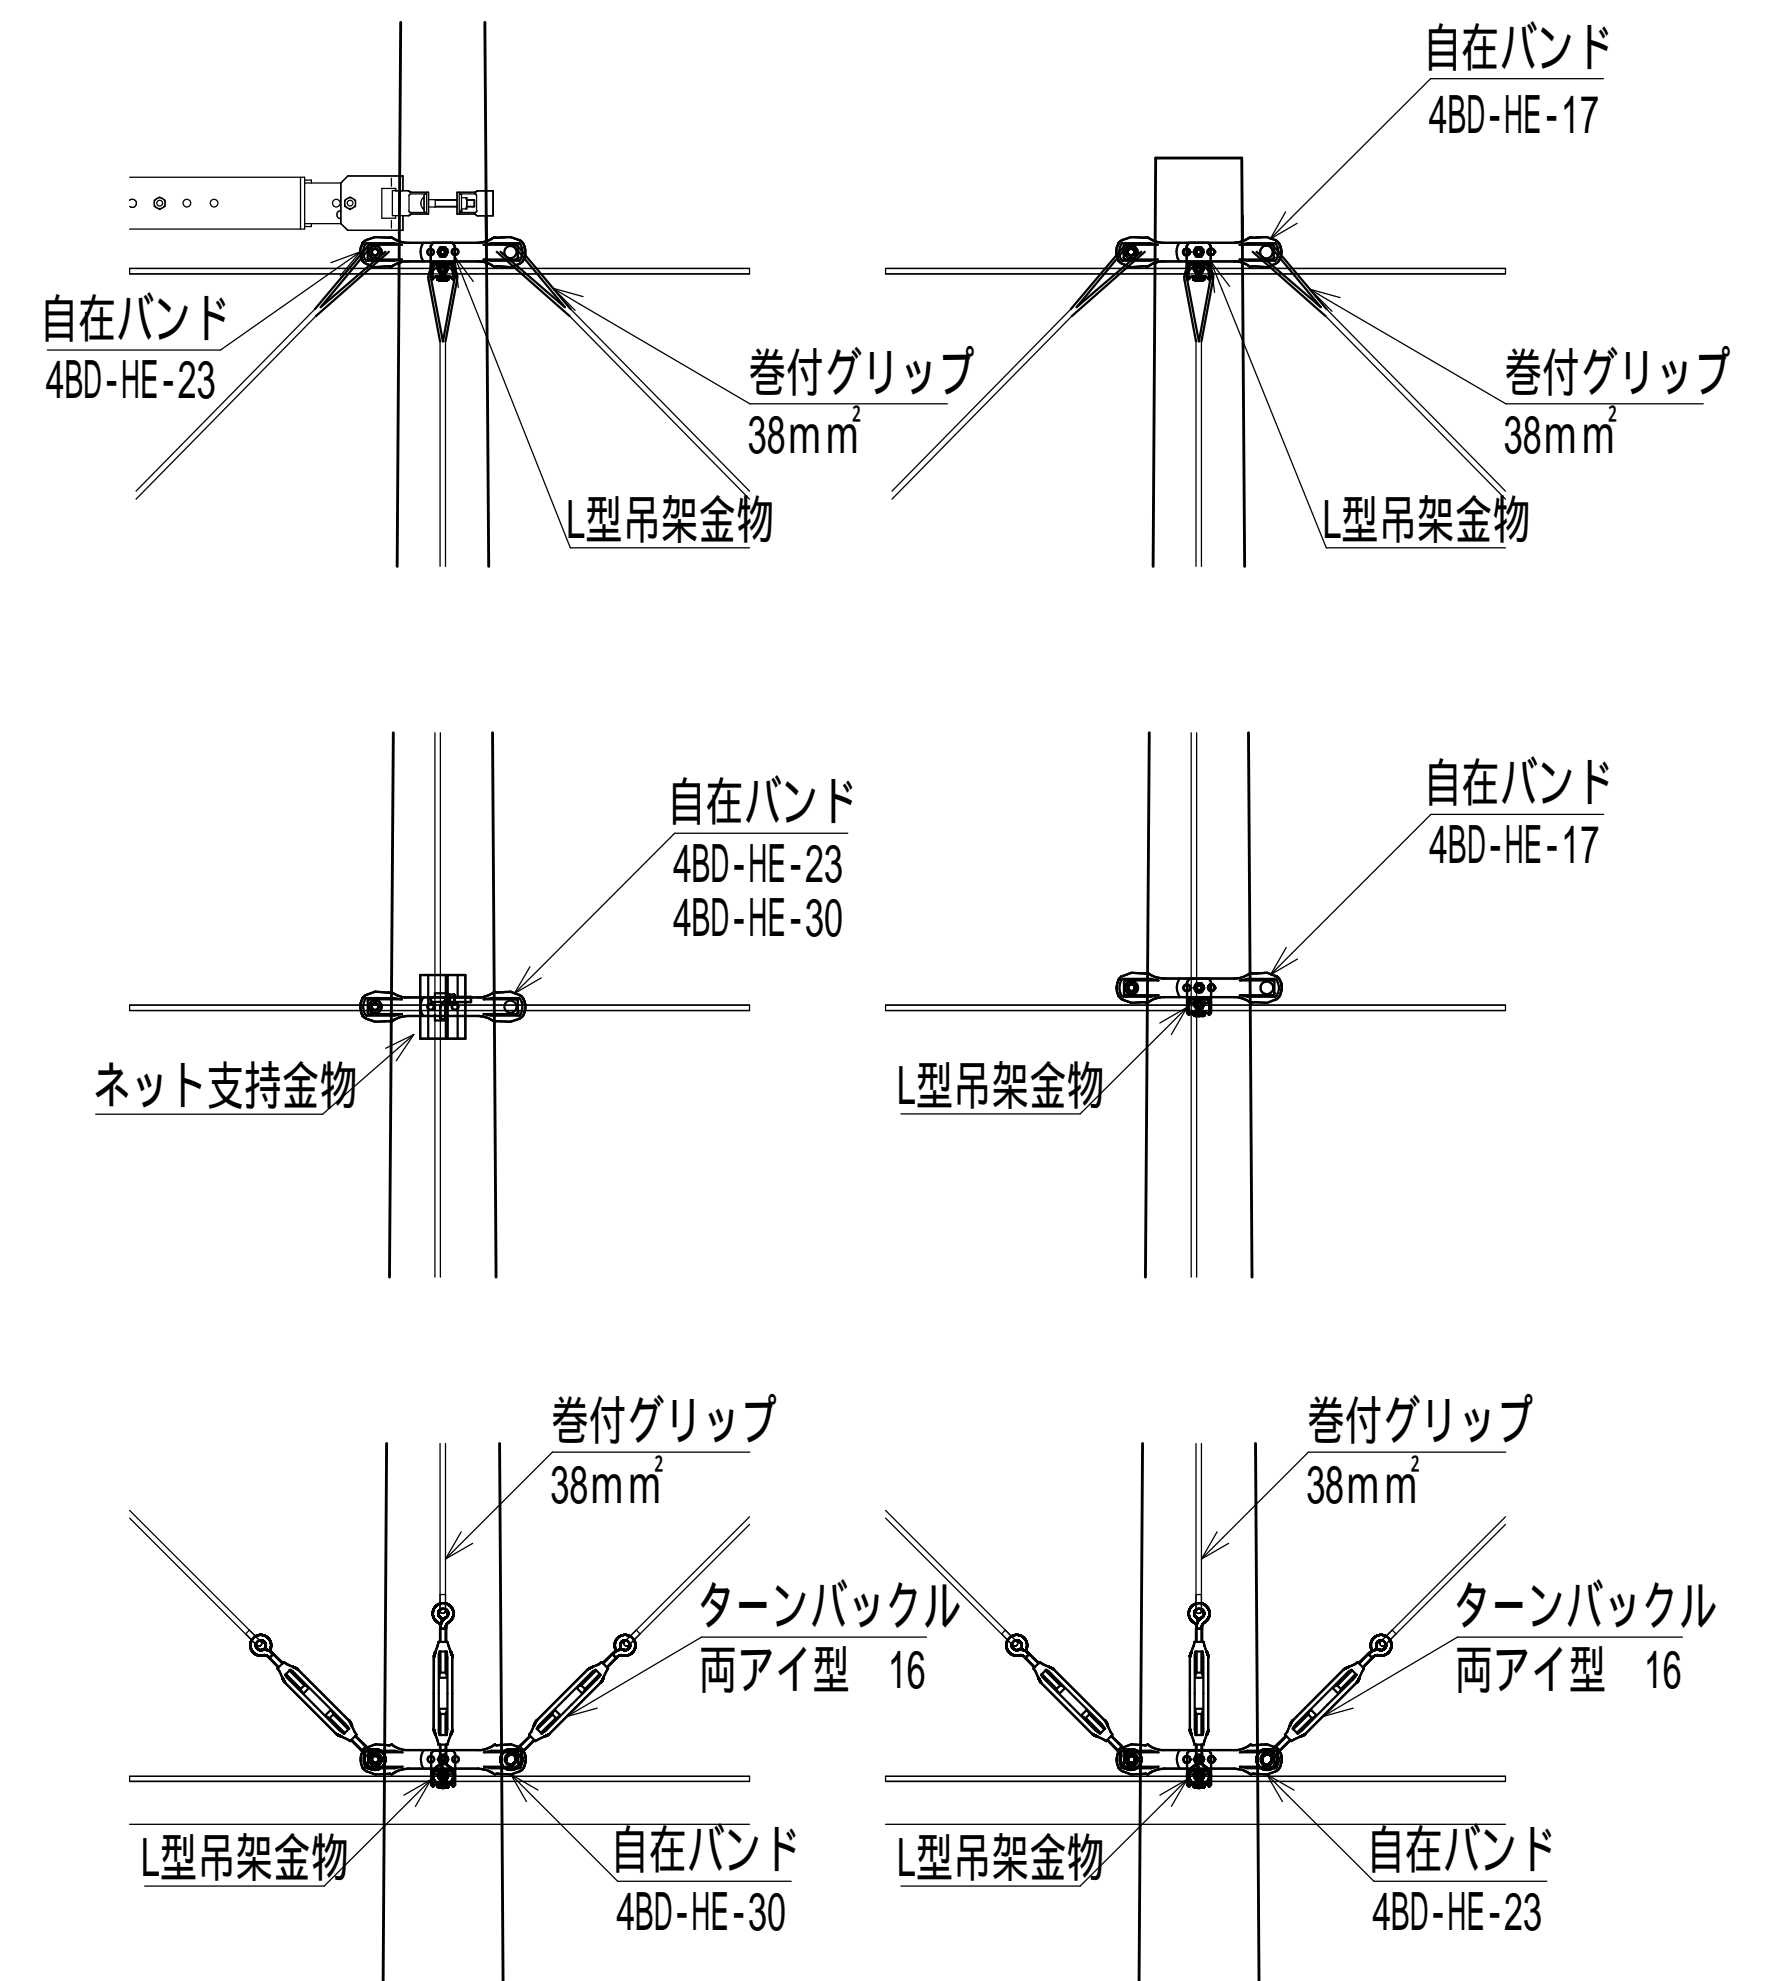 自在バンド
4BD-HE-17
自在バンド
4BD-HE-23
巻付グリップ
38mm²
L型吊架金物
巻付グリップ
38mm²
L型吊架金物
自在バンド
4BD-HE-23
4BD-HE-30
ネット支持金物
自在バンド
4BD-HE-17
L型吊架金物
巻付グリップ
38mm²
ターンバックル
両アイ型 16
L型吊架金物
自在バンド
4BD-HE-30
巻付グリップ
38mm²
ターンバックル
両アイ型 16
L型吊架金物
自在バンド
4BD-HE-23